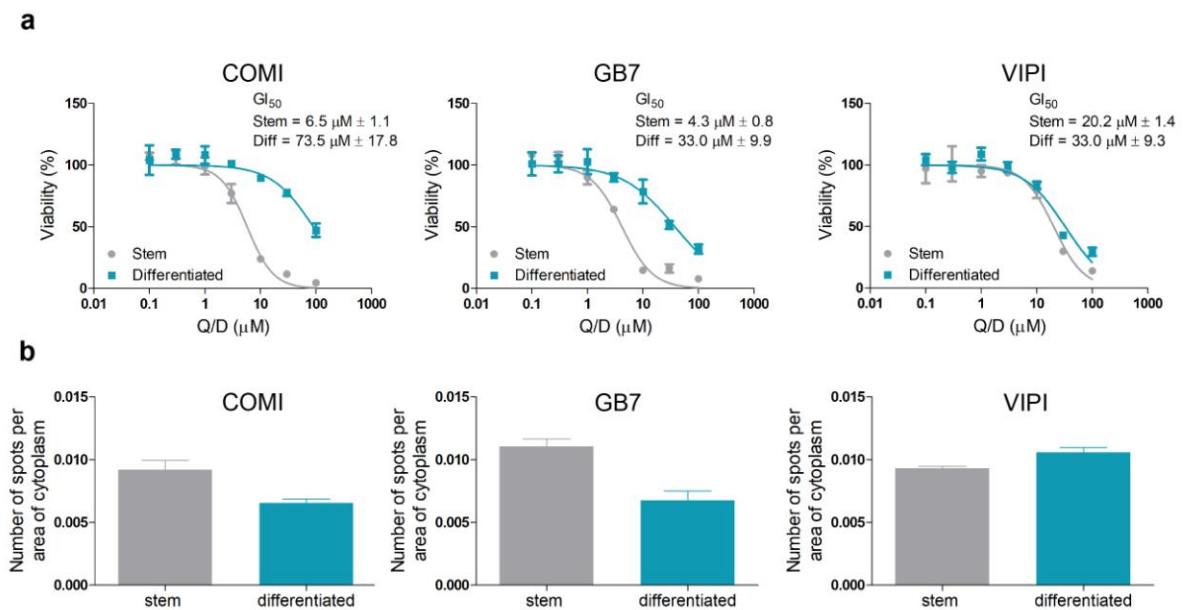 a
COMI
GI50
Stem = 6.5 μM ± 1.1
Diff = 73.5 μM ± 17.8
150
100
50
0
Viability (%)
Stem
Differentiated
0.01 0.1 1 10 100 1000
Q/D (μM)
GB7
GI50
Stem = 4.3 μM ± 0.8
Diff = 33.0 μM ± 9.9
150
100
50
0
Viability (%)
Stem
Differentiated
0.01 0.1 1 10 100 1000
Q/D (μM)
VIPI
GI50
Stem = 20.2 μM ± 1.4
Diff = 33.0 μM ± 9.3
150
100
50
0
Viability (%)
Stem
Differentiated
0.01 0.1 1 10 100 1000
Q/D (μM)
b
COMI
0.015
0.010
0.005
0.000
Number of spots per
area of cytoplasm
stem differentiated
GB7
0.015
0.010
0.005
0.000
Number of spots per
area of cytoplasm
stem differentiated
VIPI
0.015
0.010
0.005
0.000
Number of spots per
area of cytoplasm
stem differentiated